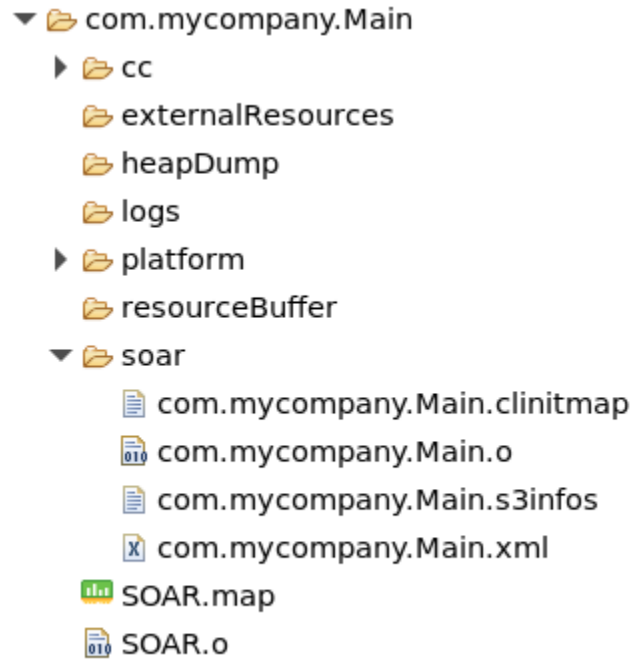 com.mycompany.Main
cc
externalResources
heapDump
logs
platform
resourceBuffer
soar
com.mycompany.Main.clinitmap
com.mycompany.Main.o
com.mycompany.Main.s3infos
com.mycompany.Main.xml
SOAR.map
SOAR.o